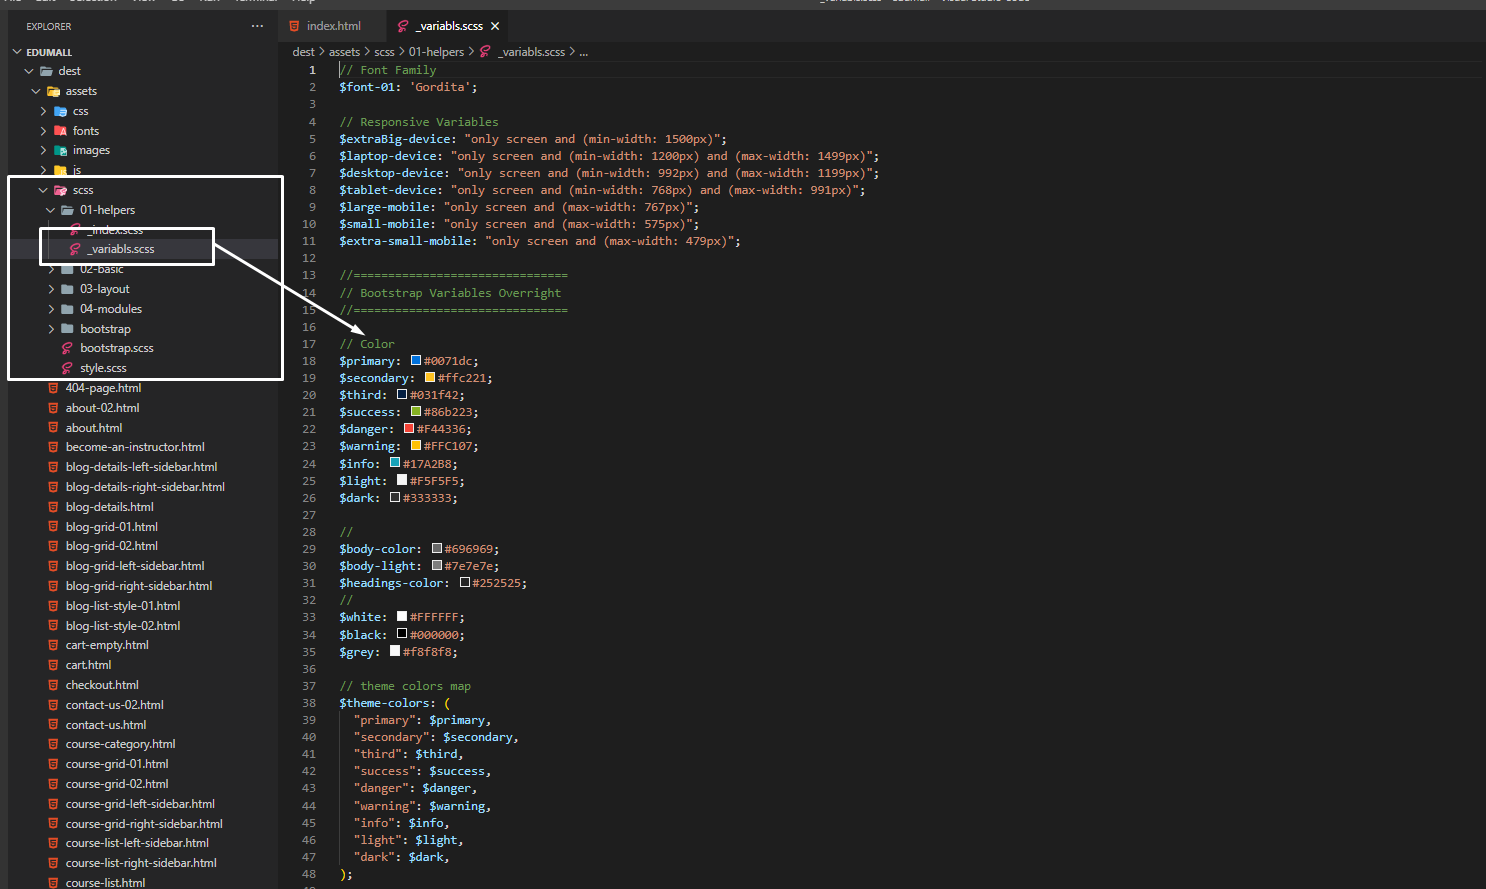 EXPLORER
···
EDUMALL
dest
assets
css
fonts
images
js
scss
01-helpers
_index.scss
_variabls.scss
02-basic
03-layout
04-modules
bootstrap
bootstrap.scss
style.scss
404-page.html
about-02.html
about.html
become-an-instructor.html
blog-details-left-sidebar.html
blog-details-right-sidebar.html
blog-details.html
blog-grid-01.html
blog-grid-02.html
blog-grid-left-sidebar.html
blog-grid-right-sidebar.html
blog-list-style-01.html
blog-list-style-02.html
cart-empty.html
cart.html
checkout.html
contact-us-02.html
contact-us.html
course-category.html
course-grid-01.html
course-grid-02.html
course-grid-left-sidebar.html
course-grid-right-sidebar.html
course-list-left-sidebar.html
course-list-right-sidebar.html
course-list.html
index.html
_variabls.scss
dest > assets > scss > 01-helpers > _variabls.scss > ...
1 // Font Family
2 $font-01: 'Gordita';
3
4 // Responsive Variables
5 $extraBig-device: "only screen and (min-width: 1500px)";
6 $laptop-device: "only screen and (min-width: 1200px) and (max-width: 1499px)";
7 $desktop-device: "only screen and (min-width: 992px) and (max-width: 1199px)";
8 $tablet-device: "only screen and (min-width: 768px) and (max-width: 991px)";
9 $large-mobile: "only screen and (max-width: 767px)";
10 $small-mobile: "only screen and (max-width: 575px)";
11 $extra-small-mobile: "only screen and (max-width: 479px)";
12
13 //===============================
14 // Bootstrap Variables Overright
15 //===============================
16
17 // Color
18 $primary: #0071dc;
19 $secondary: #ffc221;
20 $third: #031f42;
21 $success: #86b223;
22 $danger: #F44336;
23 $warning: #FFC107;
24 $info: #17A2B8;
25 $light: #F5F5F5;
26 $dark: #333333;
27
28 //
29 $body-color: #696969;
30 $body-light: #7e7e7e;
31 $headings-color: #252525;
32 //
33 $white: #FFFFFF;
34 $black: #000000;
35 $grey: #f8f8f8;
36
37 // theme colors map
38 $theme-colors: (
39 "primary": $primary,
40 "secondary": $secondary,
41 "third": $third,
42 "success": $success,
43 "danger": $danger,
44 "warning": $warning,
45 "info": $info,
46 "light": $light,
47 "dark": $dark,
48 );